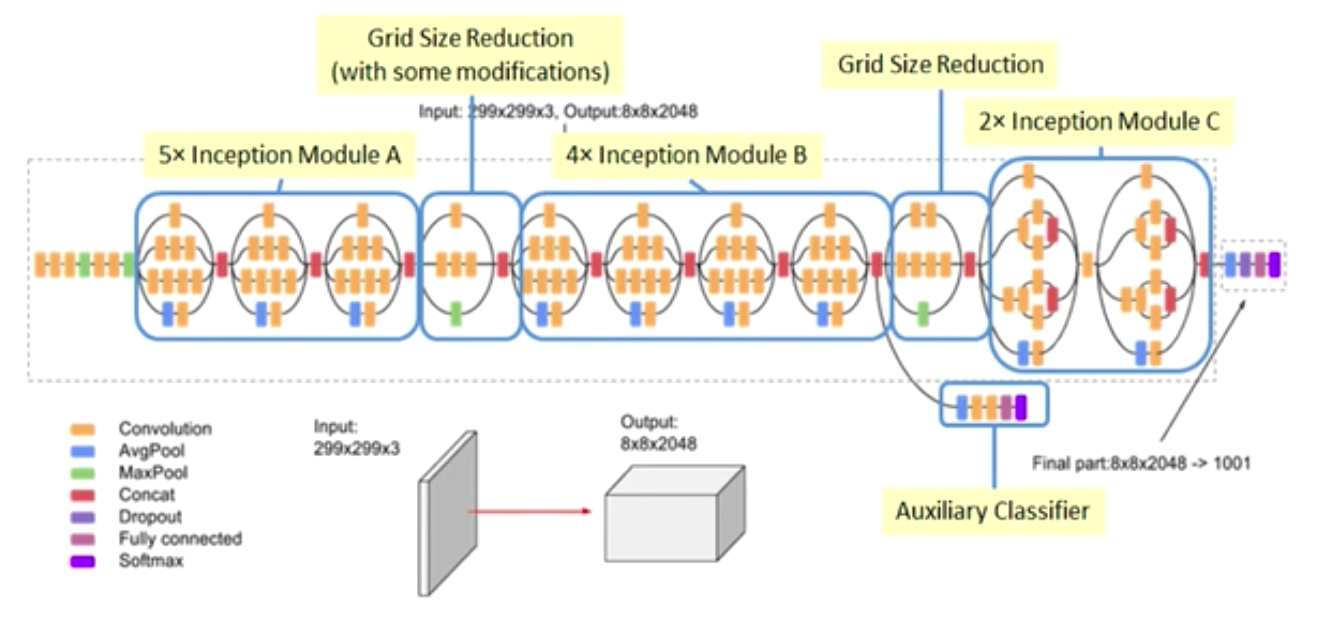 Grid Size Reduction
(with some modifications)
Grid Size Reduction
Input: 299x299x3, Output:8x8x2048
2× Inception Module C
5× Inception Module A
4× Inception Module B
Convolution
AvgPool
MaxPool
Concat
Dropout
Fully connected
Softmax
Input:
299x299x3
Output:
8x8x2048
Final part:8x8x2048 -> 1001
Auxiliary Classifier